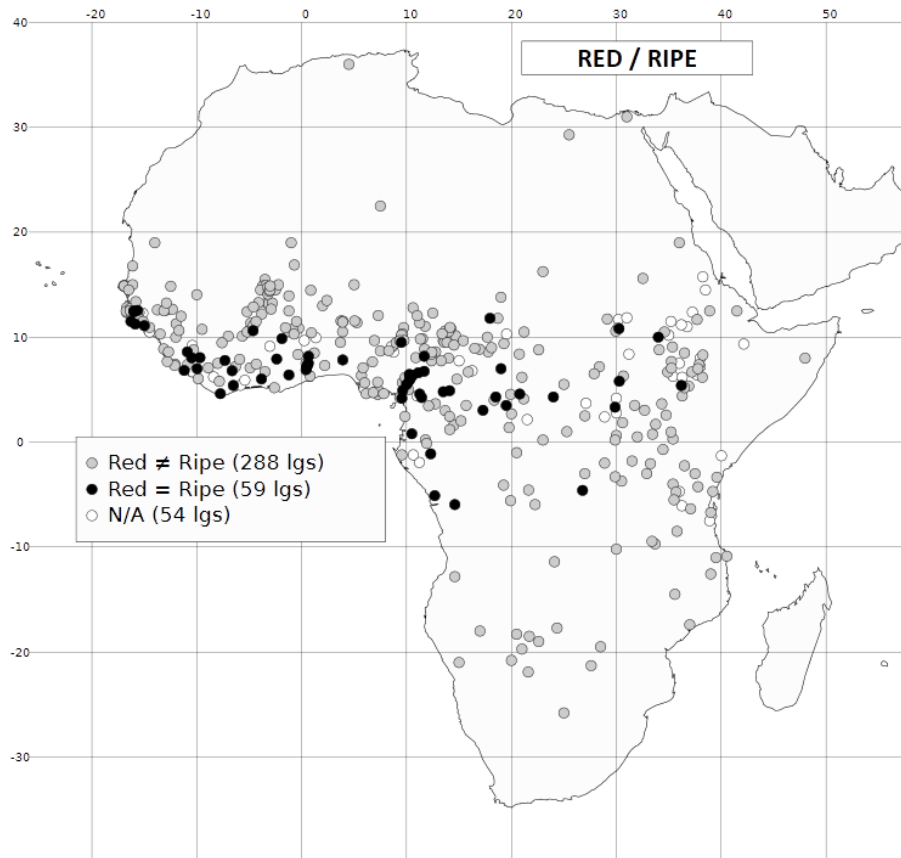 -20 -10 0 10 20 30 40 50
40
RED / RIPE
30
20
10
0
Red ≠ Ripe (288 lgs)
Red = Ripe (59 lgs)
N/A (54 lgs)
-10
-20
-30